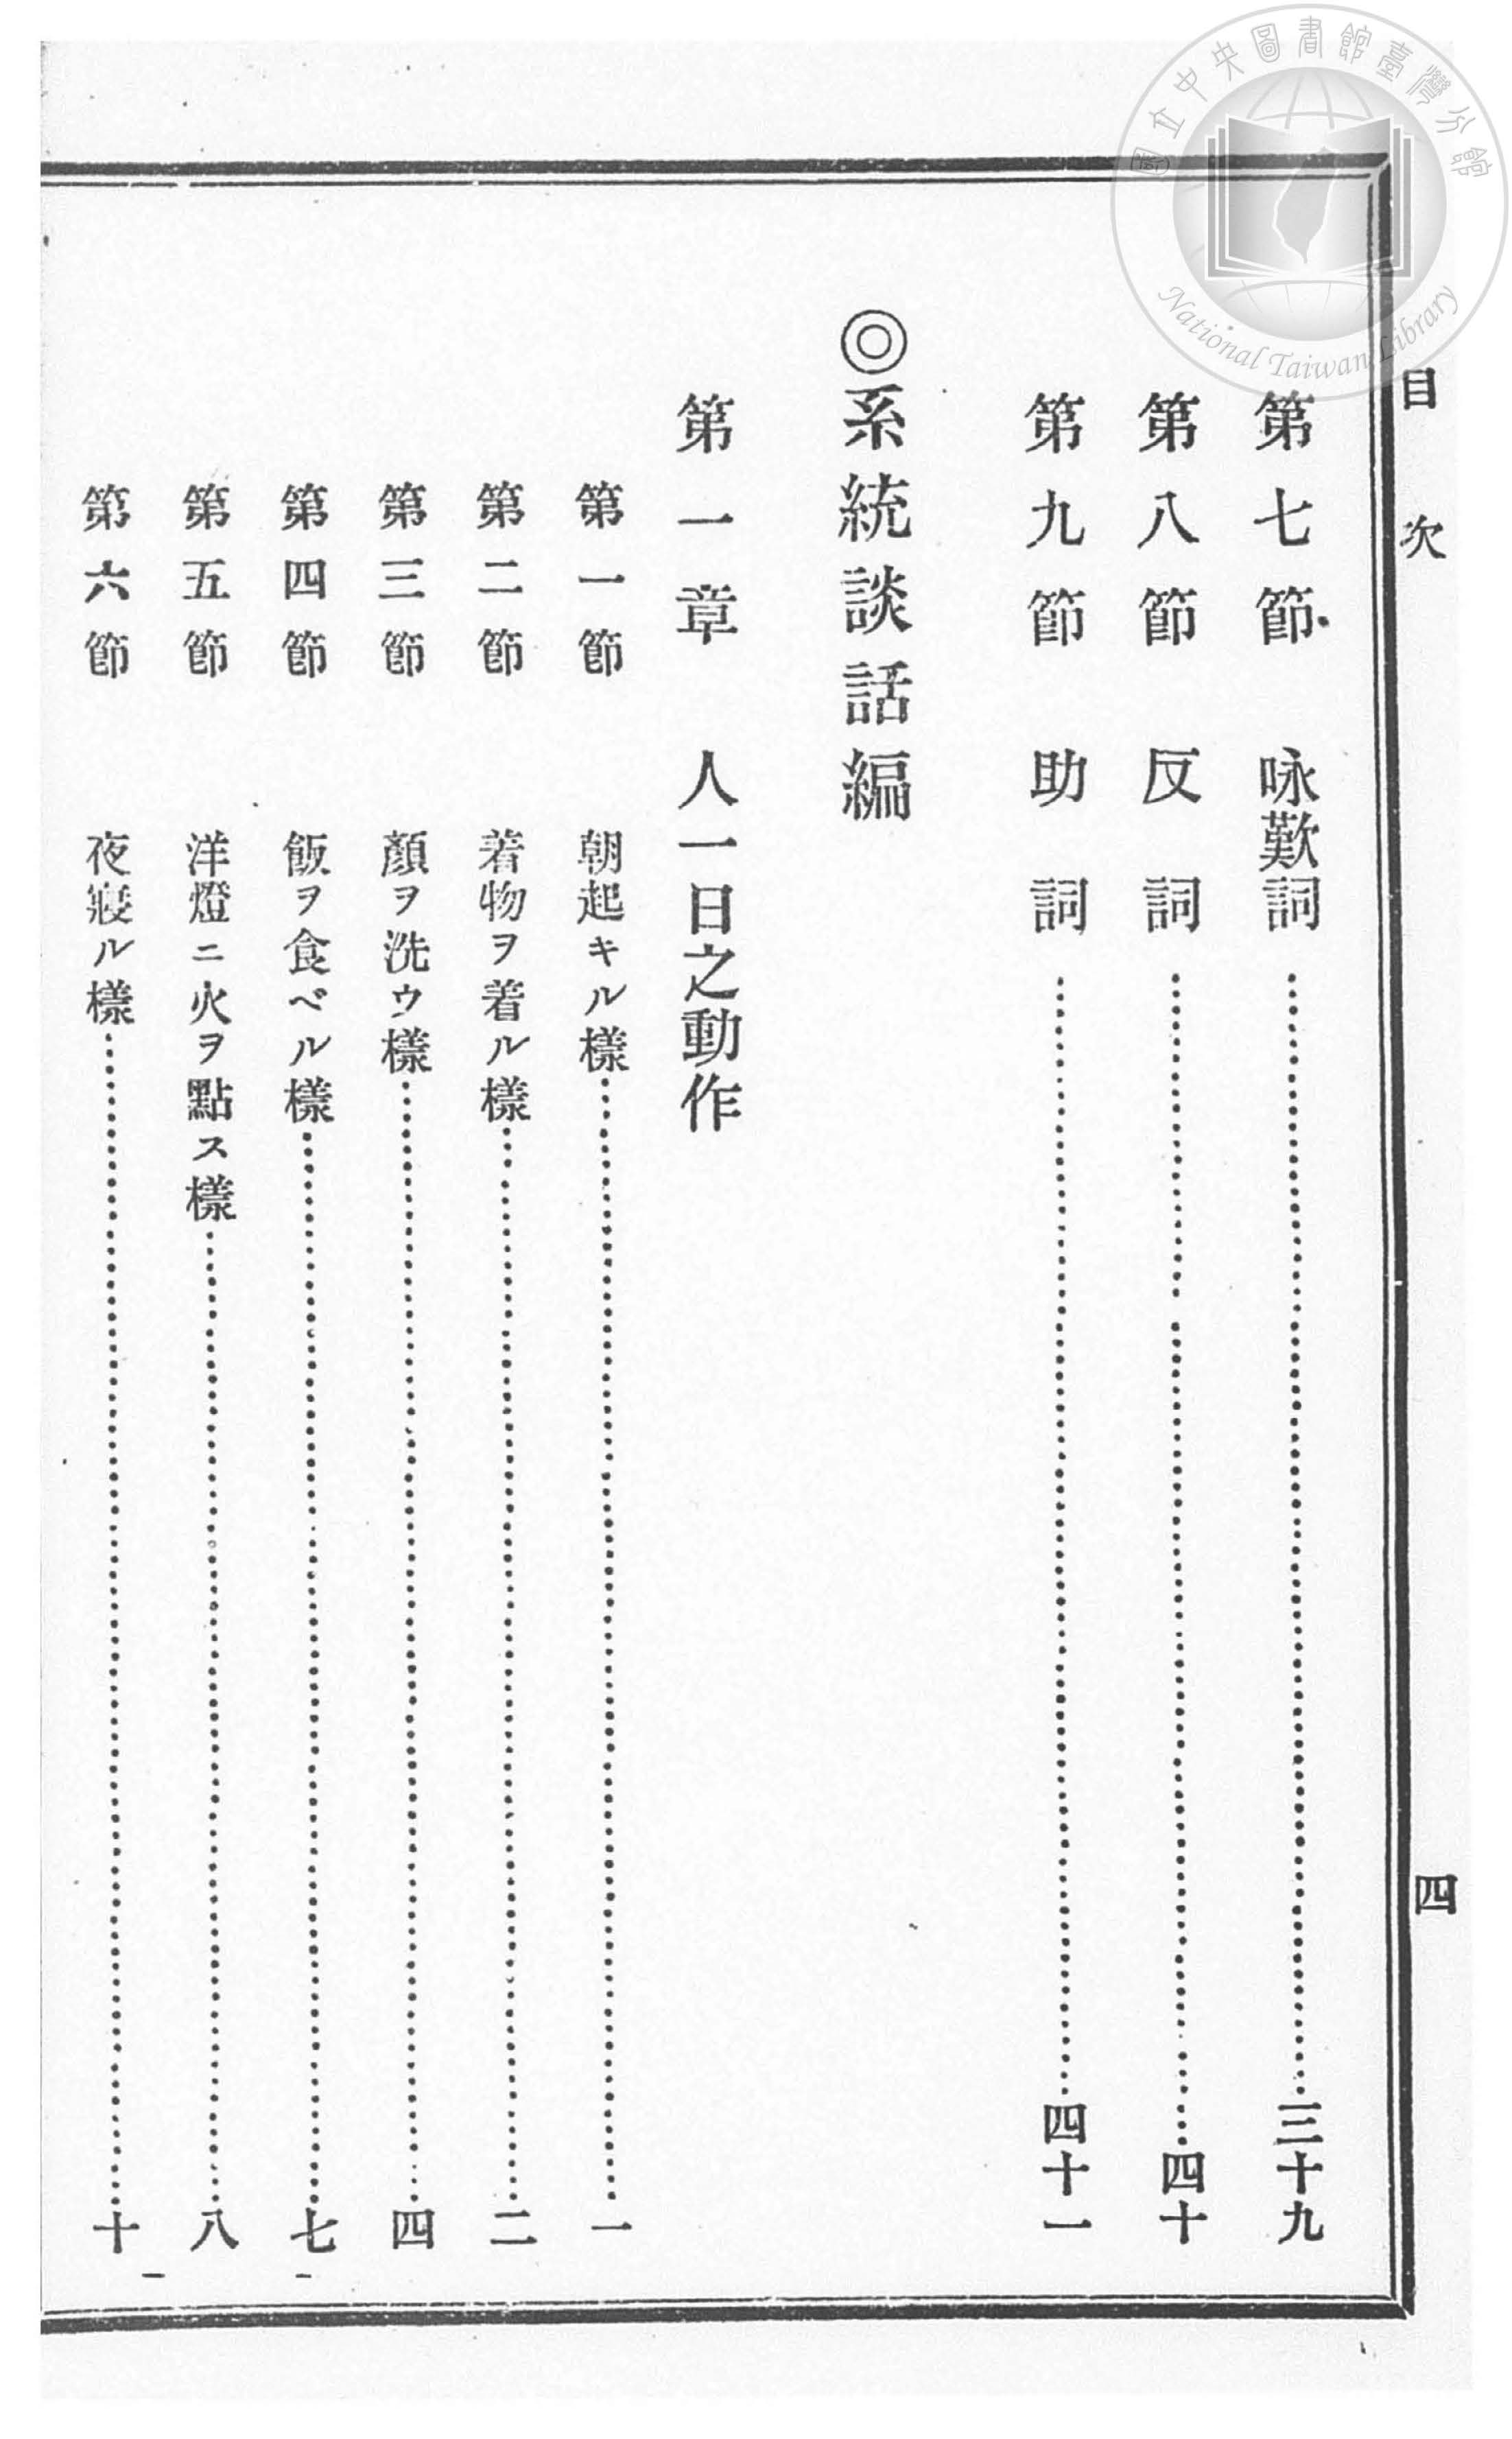 國立中央圖書館臺灣分館
National Taiwan Library
目次
四
第七節 咏歎詞……三十九
第八節 反詞……四十
第九節 助詞……四十一
◎系統談話編
第一章 人一日之動作
第一節 朝起キル樣……一
第二節 着物ヲ着ル樣……二
第三節 顏ヲ洗ウ樣……四
第四節 飯ヲ食ベル樣……七
第五節 洋燈ニ火ヲ點ス樣……八
第六節 夜寢ル樣……十